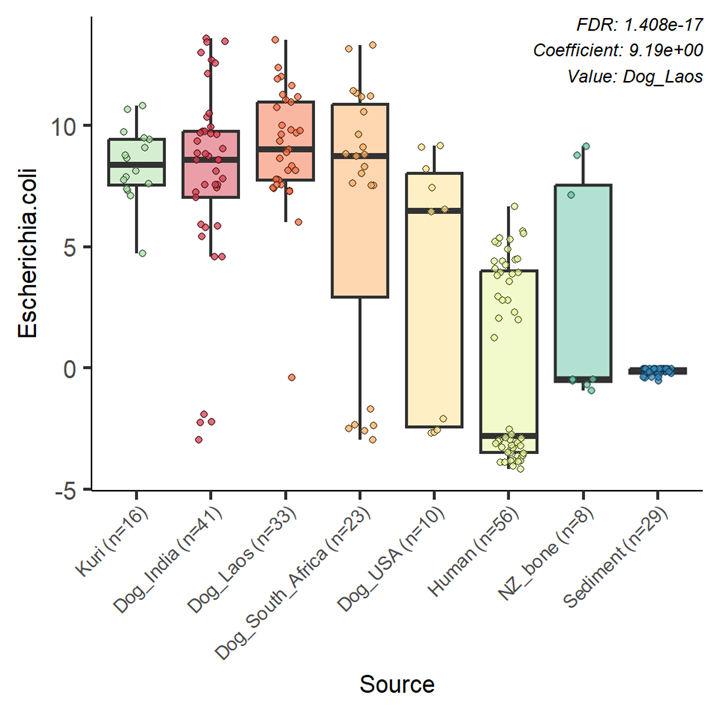 FDR: 1.408e-17
Coefficient: 9.19e+00
Value: Dog_Laos
Escherichia.coli
10
5
0
-5
Kuri (n=16)
Dog_India (n=41)
Dog_Laos (n=33)
Dog_South_Africa (n=23)
Dog_USA (n=10)
Human (n=56)
NZ_bone (n=8)
Sediment (n=29)
Source